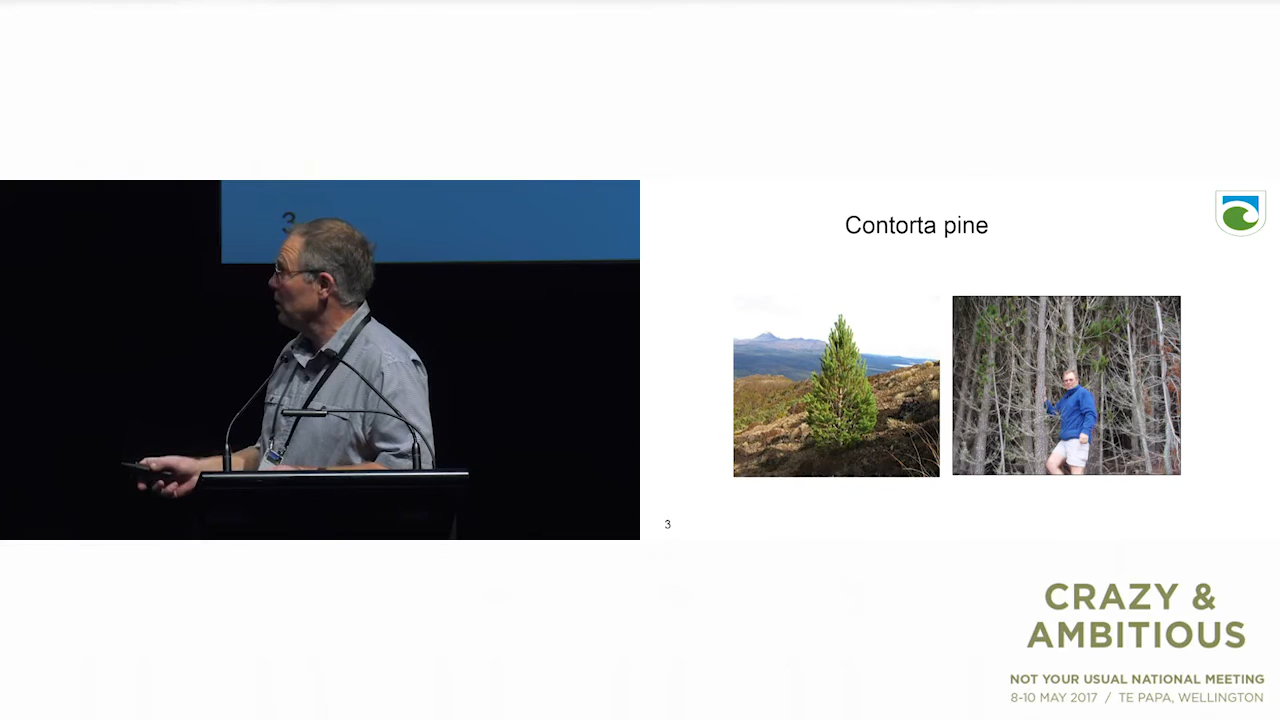 3
Contorta pine
3
CRAZY &
AMBITIOUS
NOT YOUR USUAL NATIONAL MEETING
8-10 MAY 2017 / TE PAPA, WELLINGTON